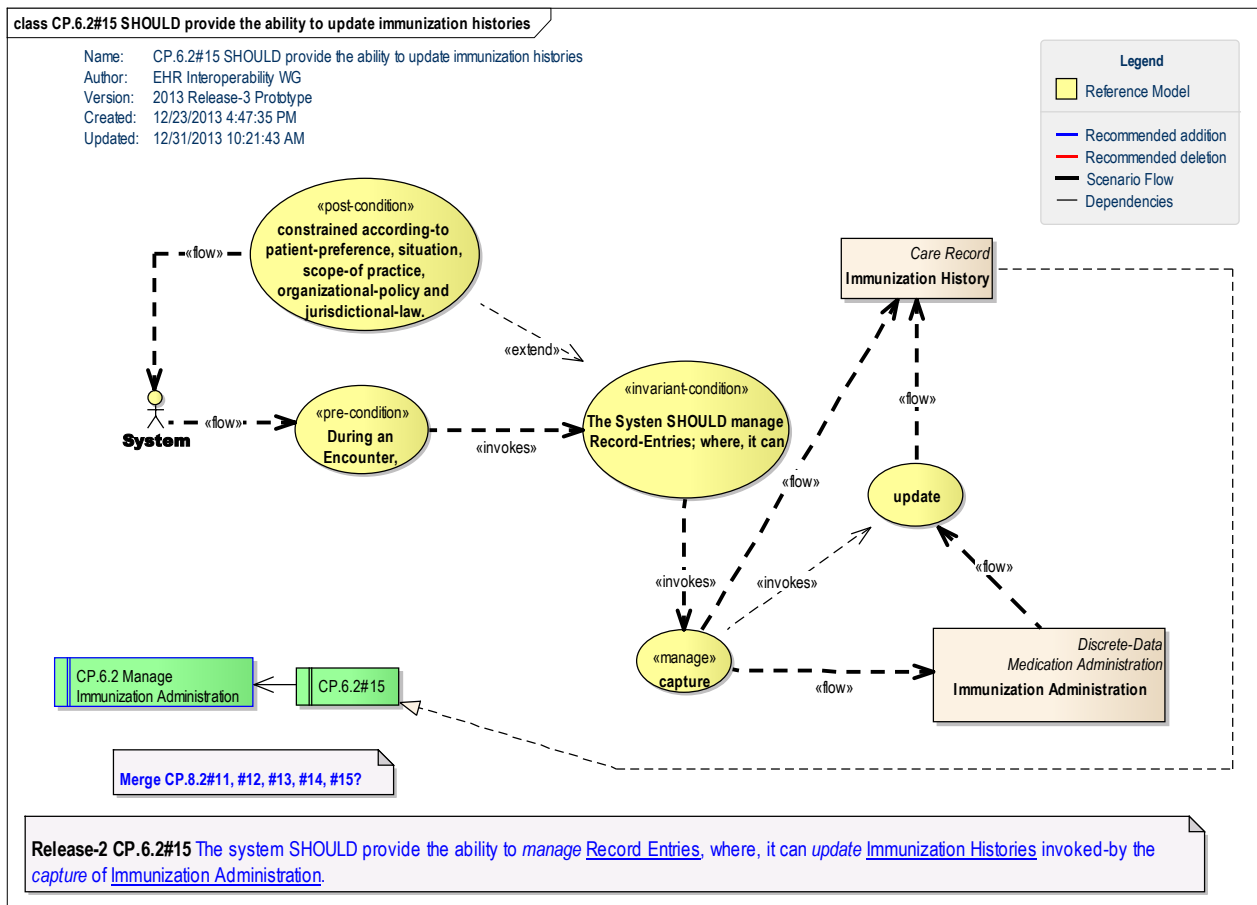 class CP.6.2#15 SHOULD provide the ability to update immunization histories
Name: CP.6.2#15 SHOULD provide the ability to update immunization histories
Author: EHR Interoperability WG
Version: 2013 Release-3 Prototype
Created: 12/23/2013 4:47:35 PM
Updated: 12/31/2013 10:21:43 AM
Legend
Reference Model
Recommended addition
Recommended deletion
Scenario Flow
Dependencies
«post-condition»
constrained according-to
patient-preference, situation,
scope-of practice,
organizational-policy and
jurisdictional-law.
«flow»
«extend»
Care Record
Immunization History
System
«flow»
«pre-condition»
During an
Encounter,
«invokes»
«invariant-condition»
The Systen SHOULD manage
Record-Entries; where, it can
«flow»
«flow»
update
«invokes»
«invokes»
«flow»
«manage»
capture
«flow»
Discrete-Data
Medication Administration
Immunization Administration
CP.6.2 Manage
Immunization Administration
CP.6.2#15
Merge CP.8.2#11, #12, #13, #14, #15?
Release-2 CP.6.2#15 The system SHOULD provide the ability to manage Record Entries, where, it can update Immunization Histories invoked-by the
capture of Immunization Administration.